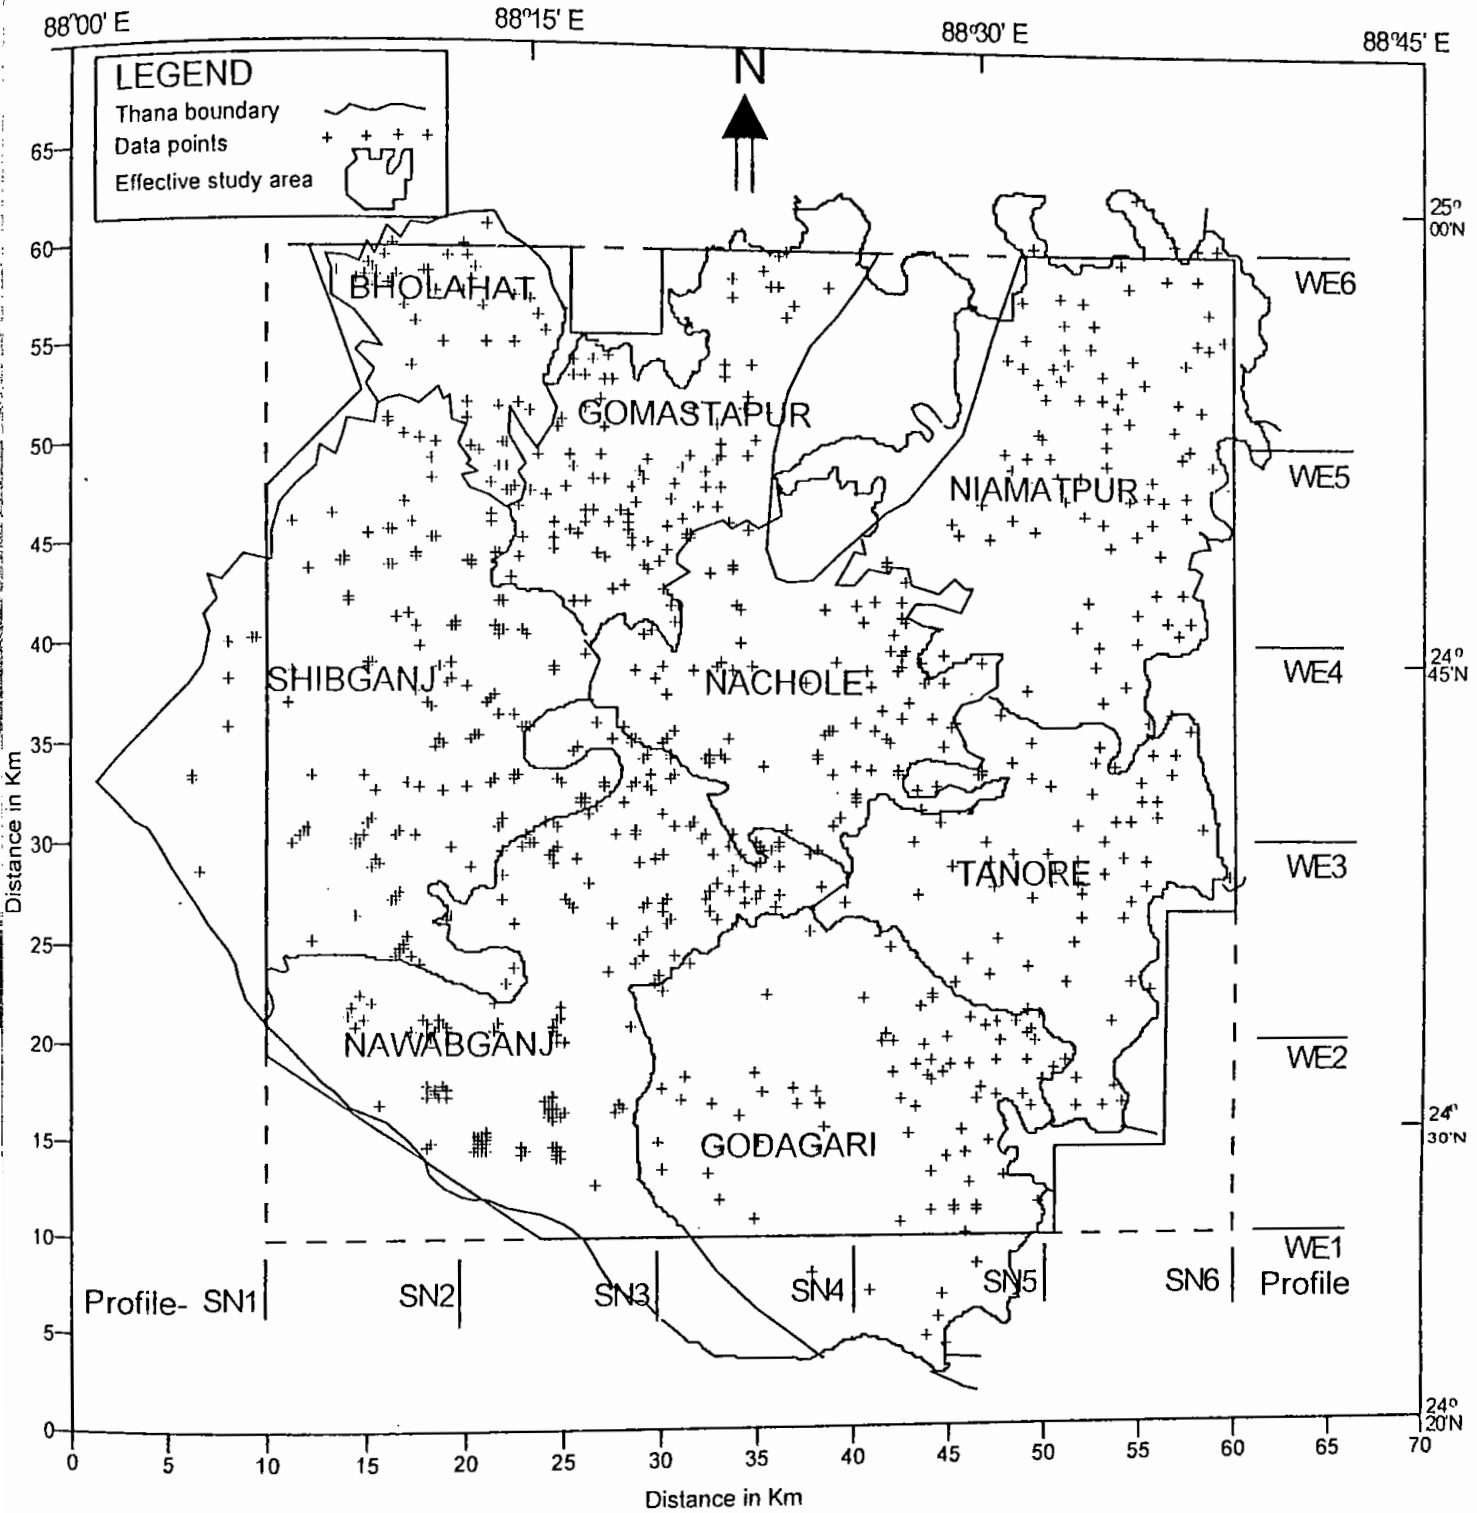 88°00' E
88°15' E
88°30' E
88°45' E
LEGEND
Thana boundary
Data points
Effective study area
N
65
60
55
50
45
40
35
30
25
20
15
10
5
0
Distance in Km
25° 00'N
24° 45'N
24° 30'N
24° 20'N
BHOLAHAT
GOMASTAPUR
NIAMATPUR
SHIBGANJ
NACHOLE
TANORE
NAWABGANJ
GODAGARI
WE6
WE5
WE4
WE3
WE2
WE1
Profile- SN1
SN2
SN3
SN4
SN5
SN6
Profile
0 5 10 15 20 25 30 35 40 45 50 55 60 65 70
Distance in Km